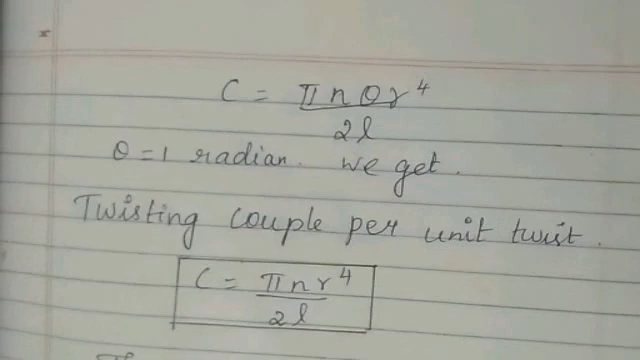 C = πnθr⁴/2l
θ = 1 radian. we get.
Twisting couple per unit twist.
C = πnr⁴/2l